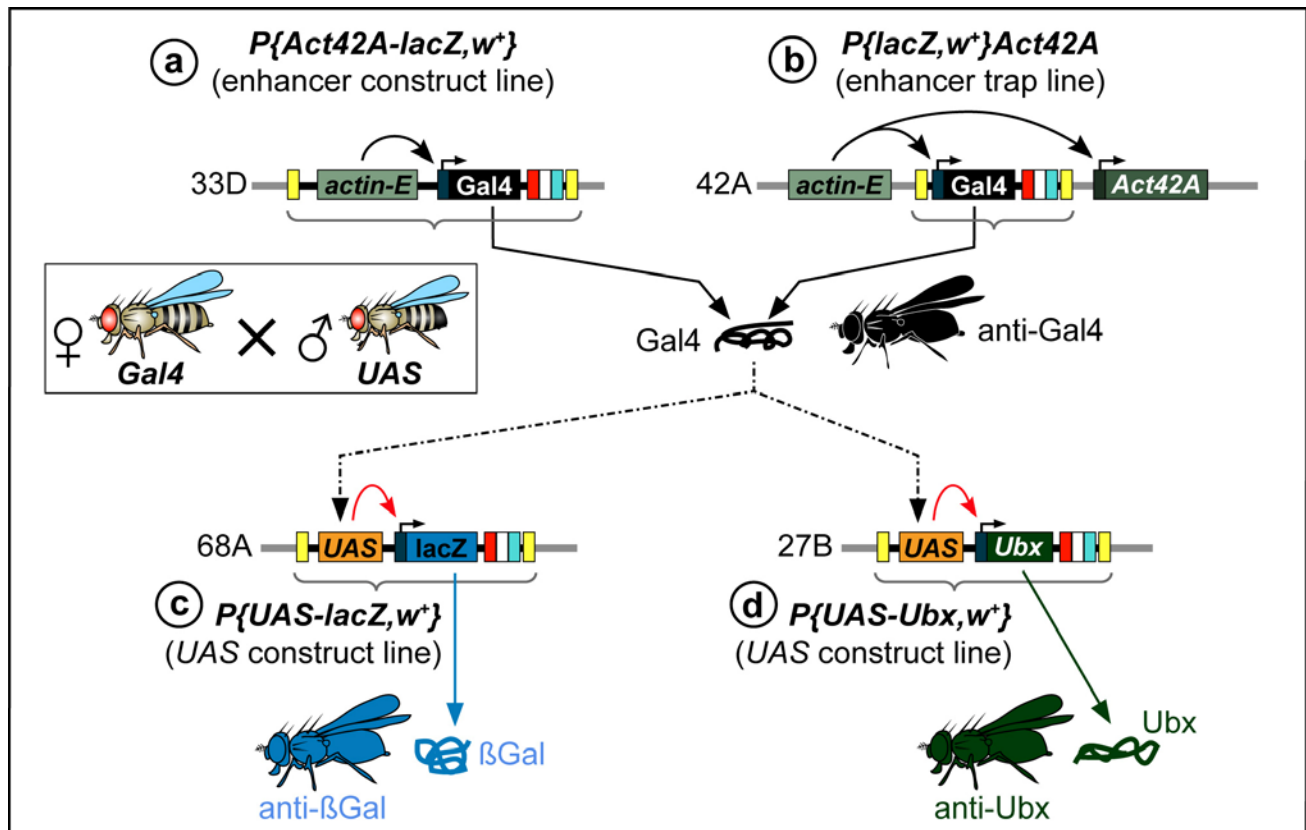 a
P{Act42A-lacZ,w⁺}
(enhancer construct line)
b
P{lacZ,w⁺}Act42A
(enhancer trap line)
33D
actin-E
Gal4
42A
actin-E
Gal4
Act42A
♀
Gal4
×
♂
UAS
Gal4
anti-Gal4
68A
UAS
lacZ
27B
UAS
Ubx
c
P{UAS-lacZ,w⁺}
(UAS construct line)
d
P{UAS-Ubx,w⁺}
(UAS construct line)
ßGal
anti-ßGal
Ubx
anti-Ubx